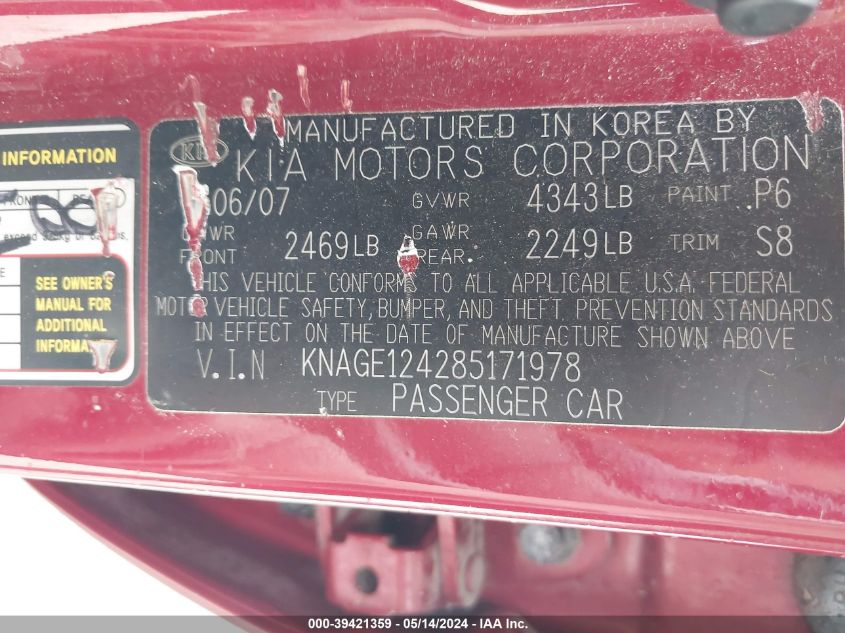 INFORMATION
FRONT
SEE OWNER'S
MANUAL FOR
ADDITIONAL
KIA
MANUFACTURED IN KOREA BY
KIA MOTORS CORPORATION
06/07 GVWR 4343LB PAINT P6
FRONT 2469LB GAWR REAR: 2249LB TRIM S8
THIS VEHICLE CONFORMS TO ALL APPLICABLE U.S.A. FEDERAL
MOTOR VEHICLE SAFETY, BUMPER, AND THEFT PREVENTION STANDARDS
IN EFFECT ON THE DATE OF MANUFACTURE SHOWN ABOVE
V.I.N KNAGE124285171978
TYPE PASSENGER CAR
000-39421359 - 05/14/2024 - IAA Inc.